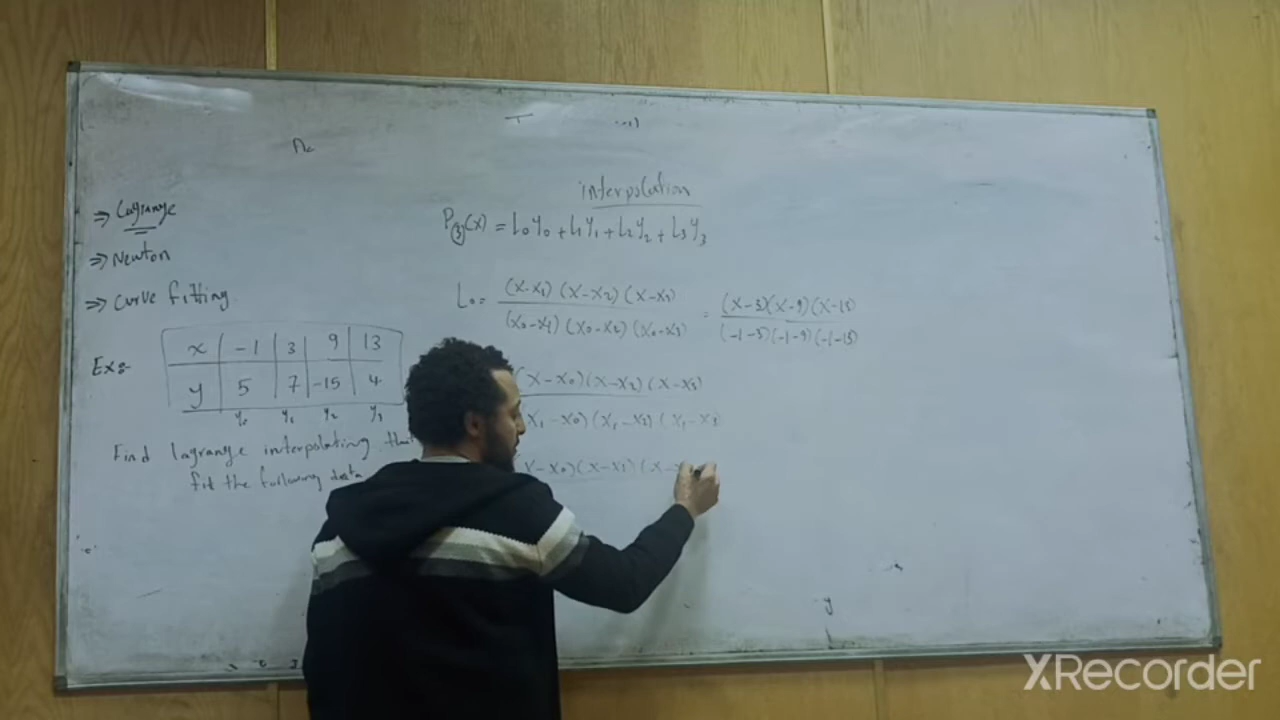 interpolation
⇒ Lagrange
⇒ Newton
⇒ Curve fitting
P₃(x) = L₀y₀ + L₁y₁ + L₂y₂ + L₃y₃
L₀ = (x-x₁)(x-x₂)(x-x₃) / (x₀-x₁)(x₀-x₂)(x₀-x₃) = (x-3)(x-9)(x-13) / (-1-3)(-1-9)(-1-13)
(x-x₀)(x-x₂)(x-x₃)
x₁-x₀)(x₁-x₂)(x₁-x₃
x-x₀)(x-x₁)(x-
Ex:-
x | -1 | 3 | 9 | 13
y | 5 | 7 | -15 | 4
y₀ y₁ y₂ y₃
Find lagrange interpolating that
fit the following data
XRecorder